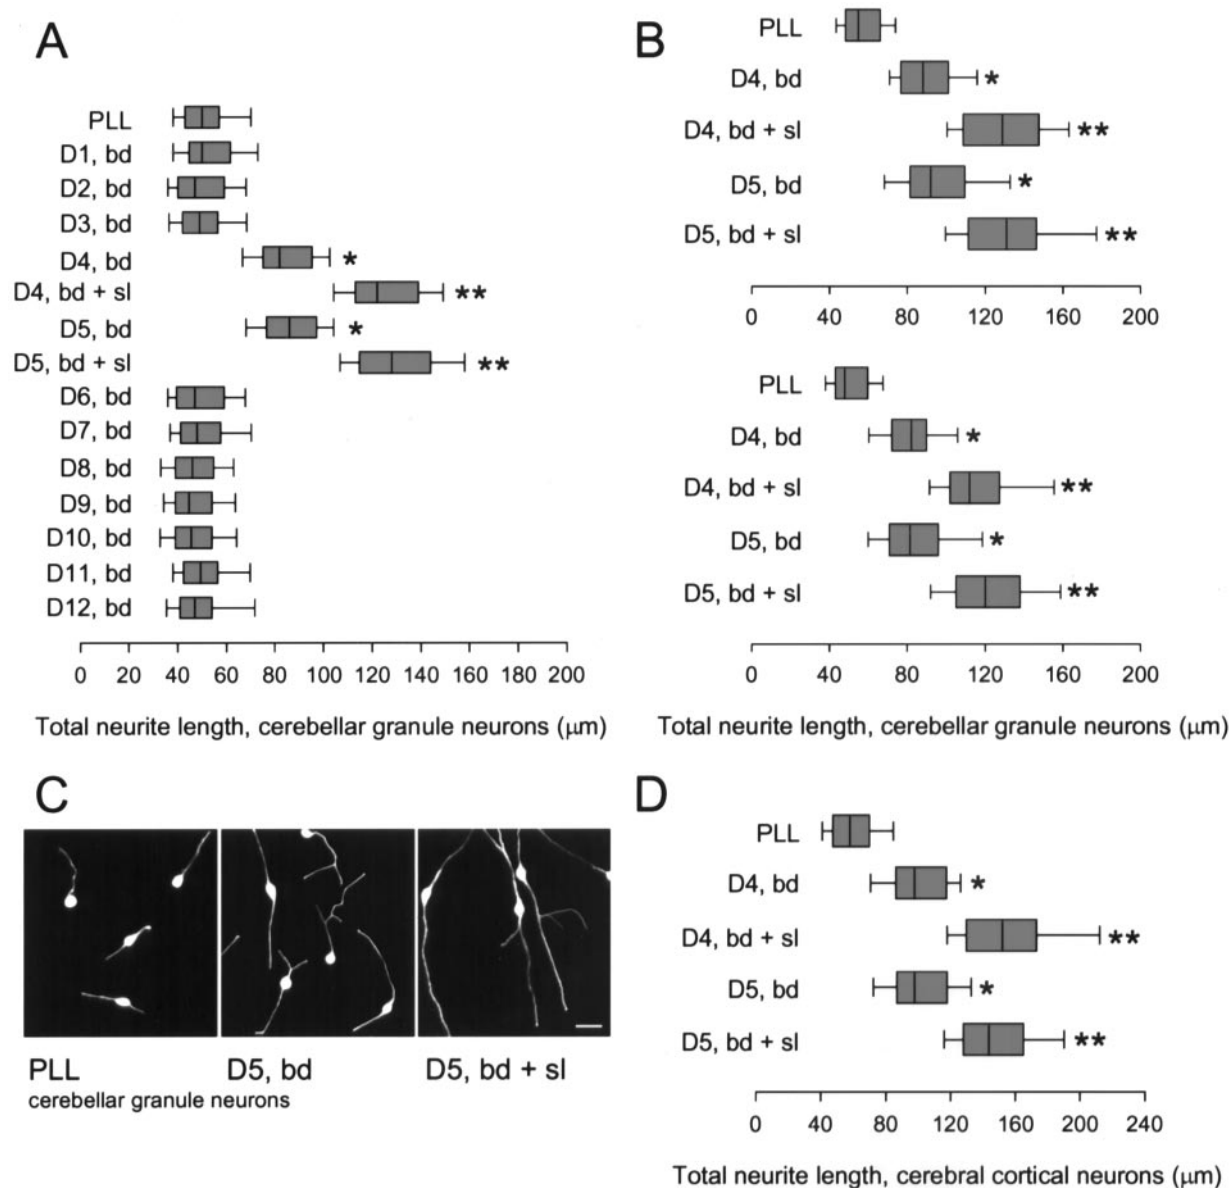 A
PLL
D1, bd
D2, bd
D3, bd
D4, bd *
D4, bd + sl **
D5, bd *
D5, bd + sl **
D6, bd
D7, bd
D8, bd
D9, bd
D10, bd
D11, bd
D12, bd
0 20 40 60 80 100 120 140 160 180 200
Total neurite length, cerebellar granule neurons (μm)
B
PLL
D4, bd *
D4, bd + sl **
D5, bd *
D5, bd + sl **
0 40 80 120 160 200
PLL
D4, bd *
D4, bd + sl **
D5, bd *
D5, bd + sl **
0 40 80 120 160 200
Total neurite length, cerebellar granule neurons (μm)
C
PLL D5, bd D5, bd + sl
cerebellar granule neurons
D
PLL
D4, bd *
D4, bd + sl **
D5, bd *
D5, bd + sl **
0 40 80 120 160 200 240
Total neurite length, cerebral cortical neurons (μm)